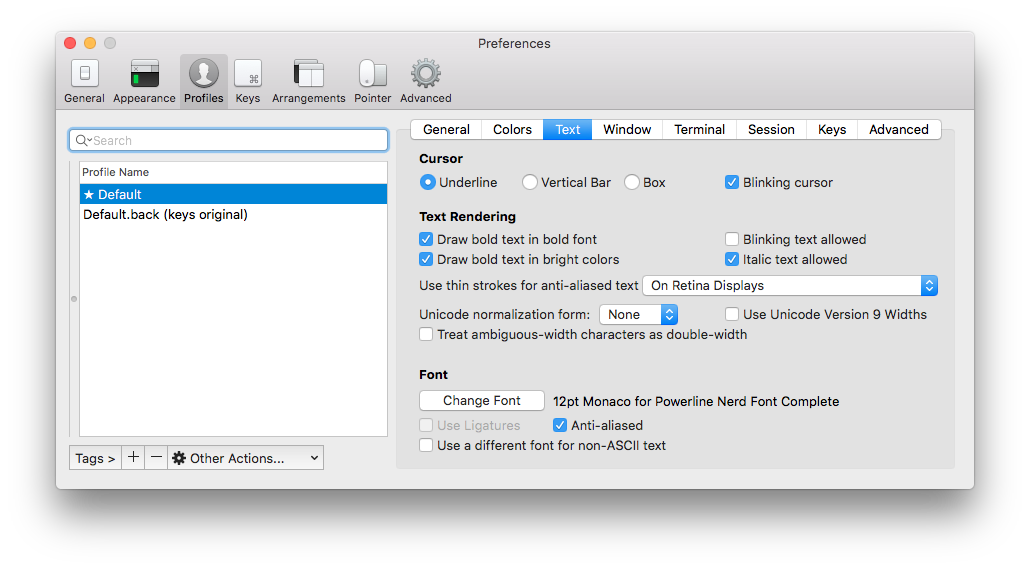 Preferences
General Appearance Profiles Keys Arrangements Pointer Advanced
Search
Profile Name
★ Default
Default.back (keys original)
Tags > + − Other Actions...
General Colors Text Window Terminal Session Keys Advanced
Cursor
Underline Vertical Bar Box Blinking cursor
Text Rendering
Draw bold text in bold font Blinking text allowed
Draw bold text in bright colors Italic text allowed
Use thin strokes for anti-aliased text On Retina Displays
Unicode normalization form: None Use Unicode Version 9 Widths
Treat ambiguous-width characters as double-width
Font
Change Font 12pt Monaco for Powerline Nerd Font Complete
Use Ligatures Anti-aliased
Use a different font for non-ASCII text